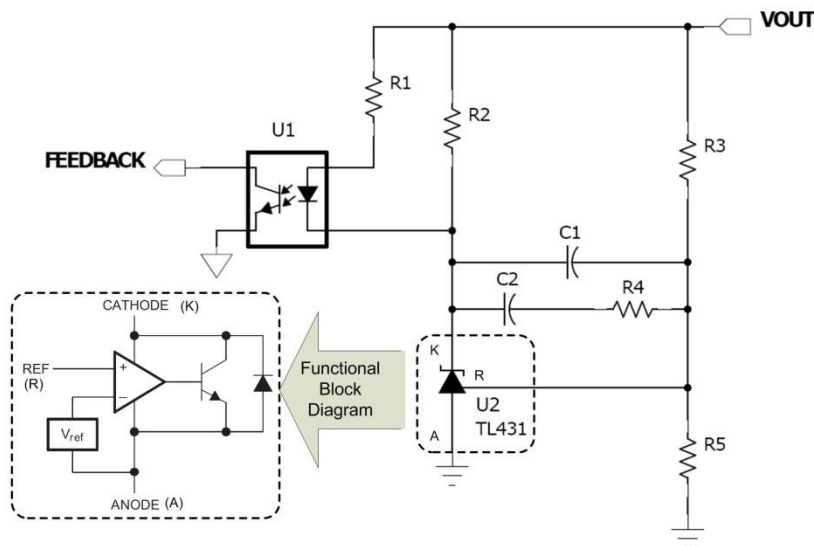 VOUT
R1
R2
U1
R3
FEEDBACK
C1
C2
R4
CATHODE (K)
REF
(R)
+
−
Vref
ANODE (A)
Functional
Block
Diagram
K
R
A
U2
TL431
R5